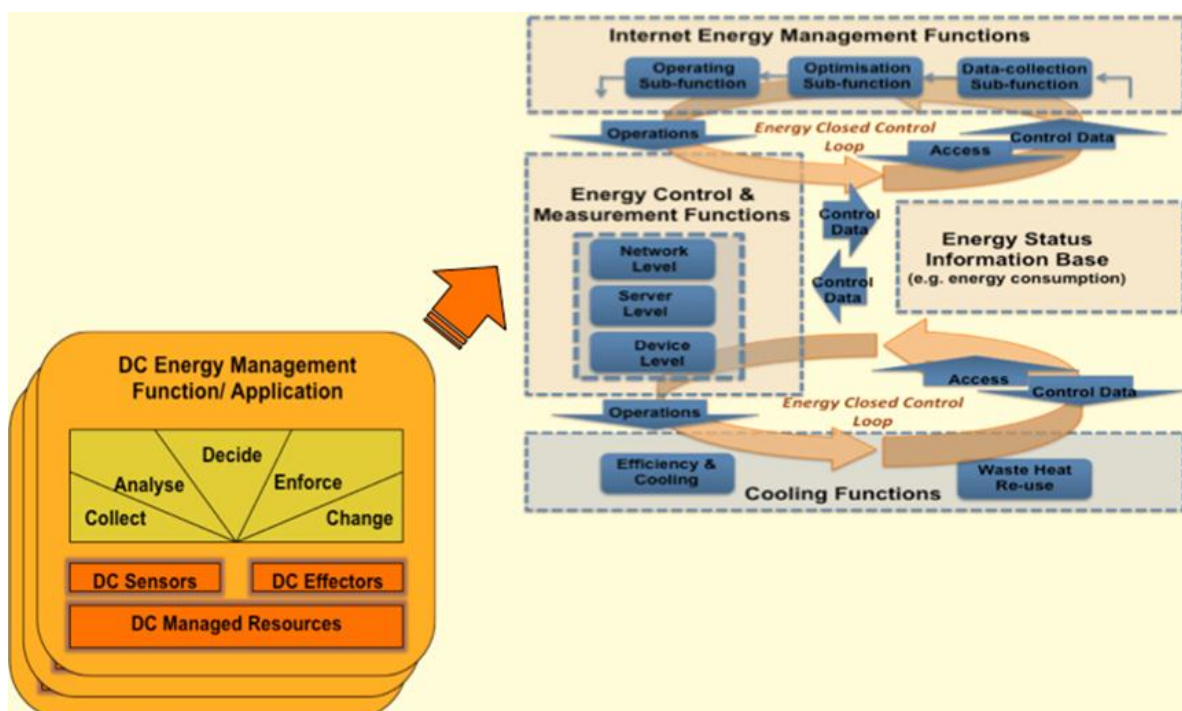 Internet Energy Management Functions
Operating
Sub-function
Optimisation
Sub-function
Data-collection
Sub-function
Operations
Energy Closed Control
Loop
Access
Control Data
Energy Control &
Measurement Functions
Network
Level
Server
Level
Device
Level
Control
Data
Control
Data
Energy Status
Information Base
(e.g. energy consumption)
Operations
Energy Closed Control
Loop
Access
Control Data
Efficiency &
Cooling
Cooling Functions
Waste Heat
Re-use
DC Energy Management
Function/ Application
Collect
Analyse
Decide
Enforce
Change
DC Sensors
DC Effectors
DC Managed Resources